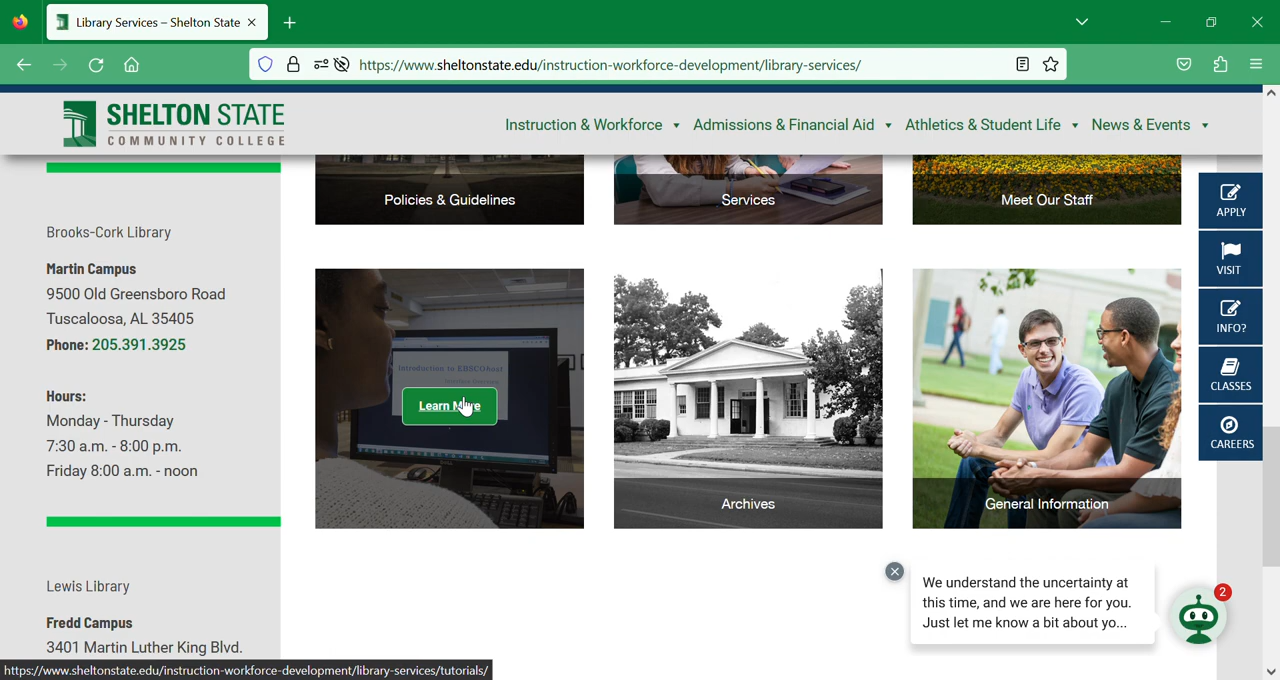 Library Services – Shelton State
https://www.sheltonstate.edu/instruction-workforce-development/library-services/
SHELTON STATE
COMMUNITY COLLEGE
Instruction & Workforce
Admissions & Financial Aid
Athletics & Student Life
News & Events
Policies & Guidelines
Services
Meet Our Staff
APPLY
VISIT
INFO?
CLASSES
CAREERS
Brooks-Cork Library
Martin Campus
9500 Old Greensboro Road
Tuscaloosa, AL 35405
Phone: 205.391.3925
Hours:
Monday - Thursday
7:30 a.m. - 8:00 p.m.
Friday 8:00 a.m. - noon
Introduction to EBSCOhost
Learn More
Archives
General Information
Lewis Library
Fredd Campus
3401 Martin Luther King Blvd.
We understand the uncertainty at
this time, and we are here for you.
Just let me know a bit about yo...
2
https://www.sheltonstate.edu/instruction-workforce-development/library-services/tutorials/